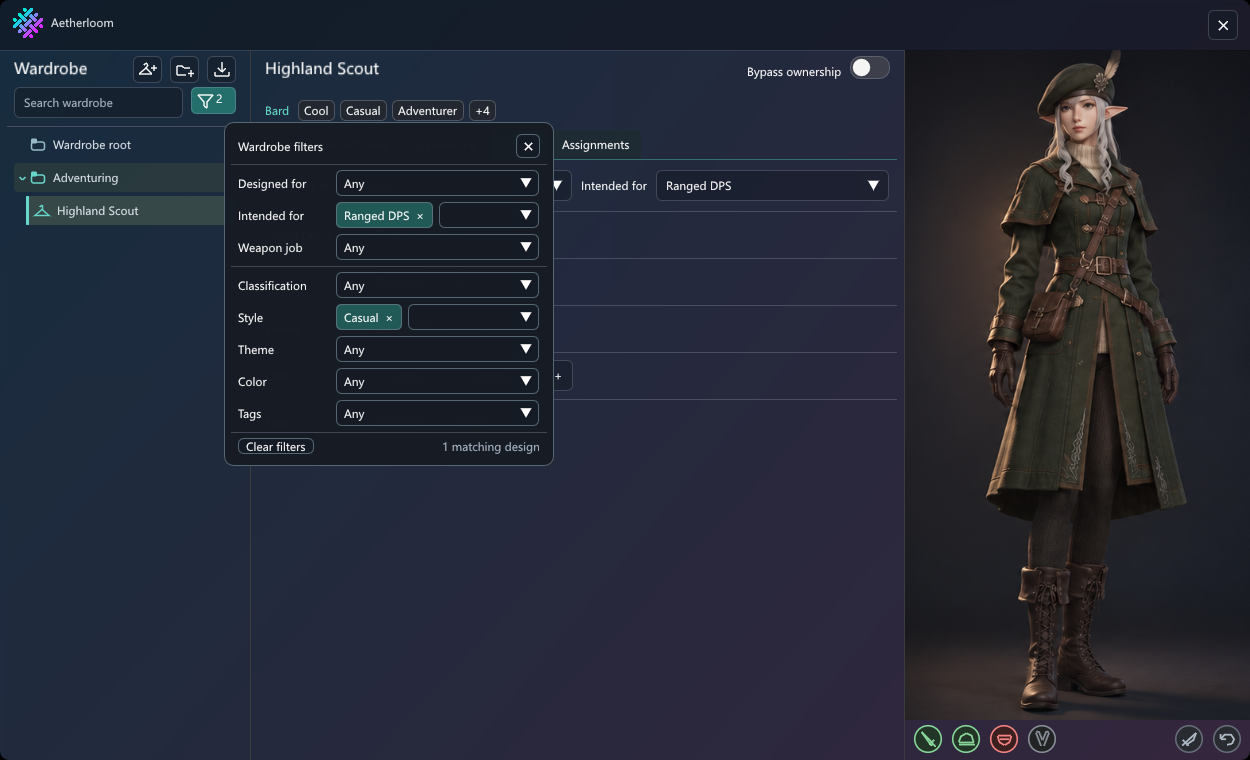 Aetherloom
Wardrobe
Search wardrobe
2
Wardrobe root
Adventuring
Highland Scout
Highland Scout
Bypass ownership
Bard Cool Casual Adventurer +4
Assignments
Intended for Ranged DPS
+
Wardrobe filters
Designed for Any
Intended for Ranged DPS ×
Weapon job Any
Classification Any
Style Casual ×
Theme Any
Color Any
Tags Any
Clear filters 1 matching design